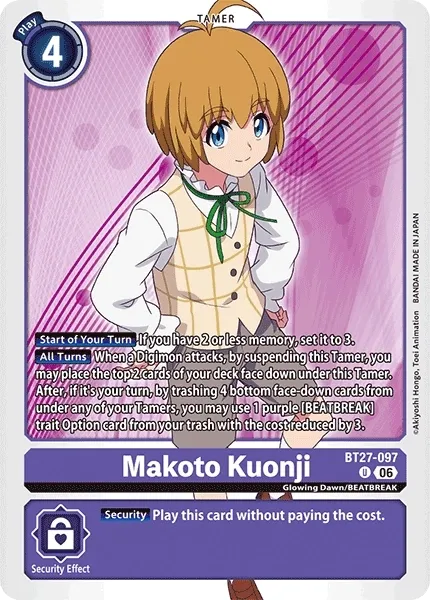 TAMER
Play
4
Start of Your Turn If you have 2 or less memory, set it to 3.
All Turns When a Digimon attacks, by suspending this Tamer, you
may place the top 2 cards of your deck face down under this Tamer.
After, if it's your turn, by trashing 4 bottom face-down cards from
under any of your Tamers, you may use 1 purple [BEATBREAK]
trait Option card from your trash with the cost reduced by 3.
©Akiyoshi Hongo, Toei Animation BANDAI MADE IN JAPAN
Makoto Kuonji
BT27-097
U 06
Glowing Dawn/BEATBREAK
Security Play this card without paying the cost.
Security Effect